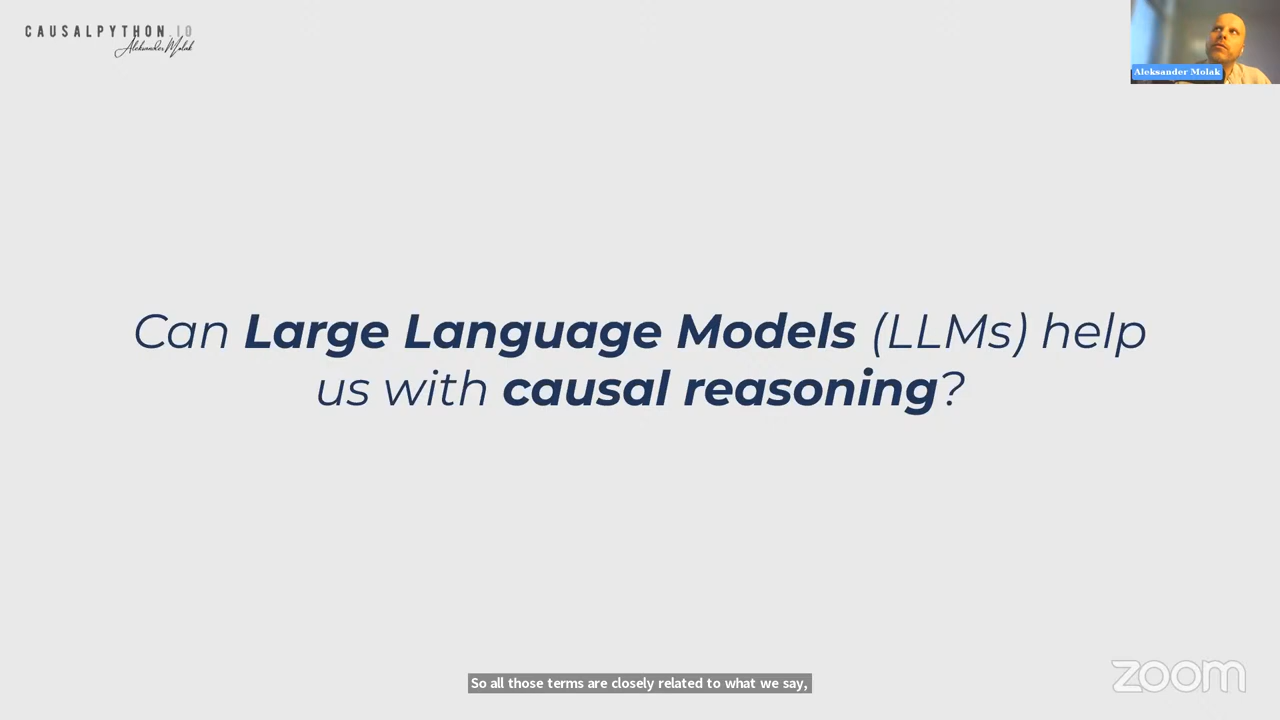 CAUSALPYTHON.IO
Aleksander Molak
Aleksander Molak
Can Large Language Models (LLMs) help
us with causal reasoning?
So all those terms are closely related to what we say,
zoom